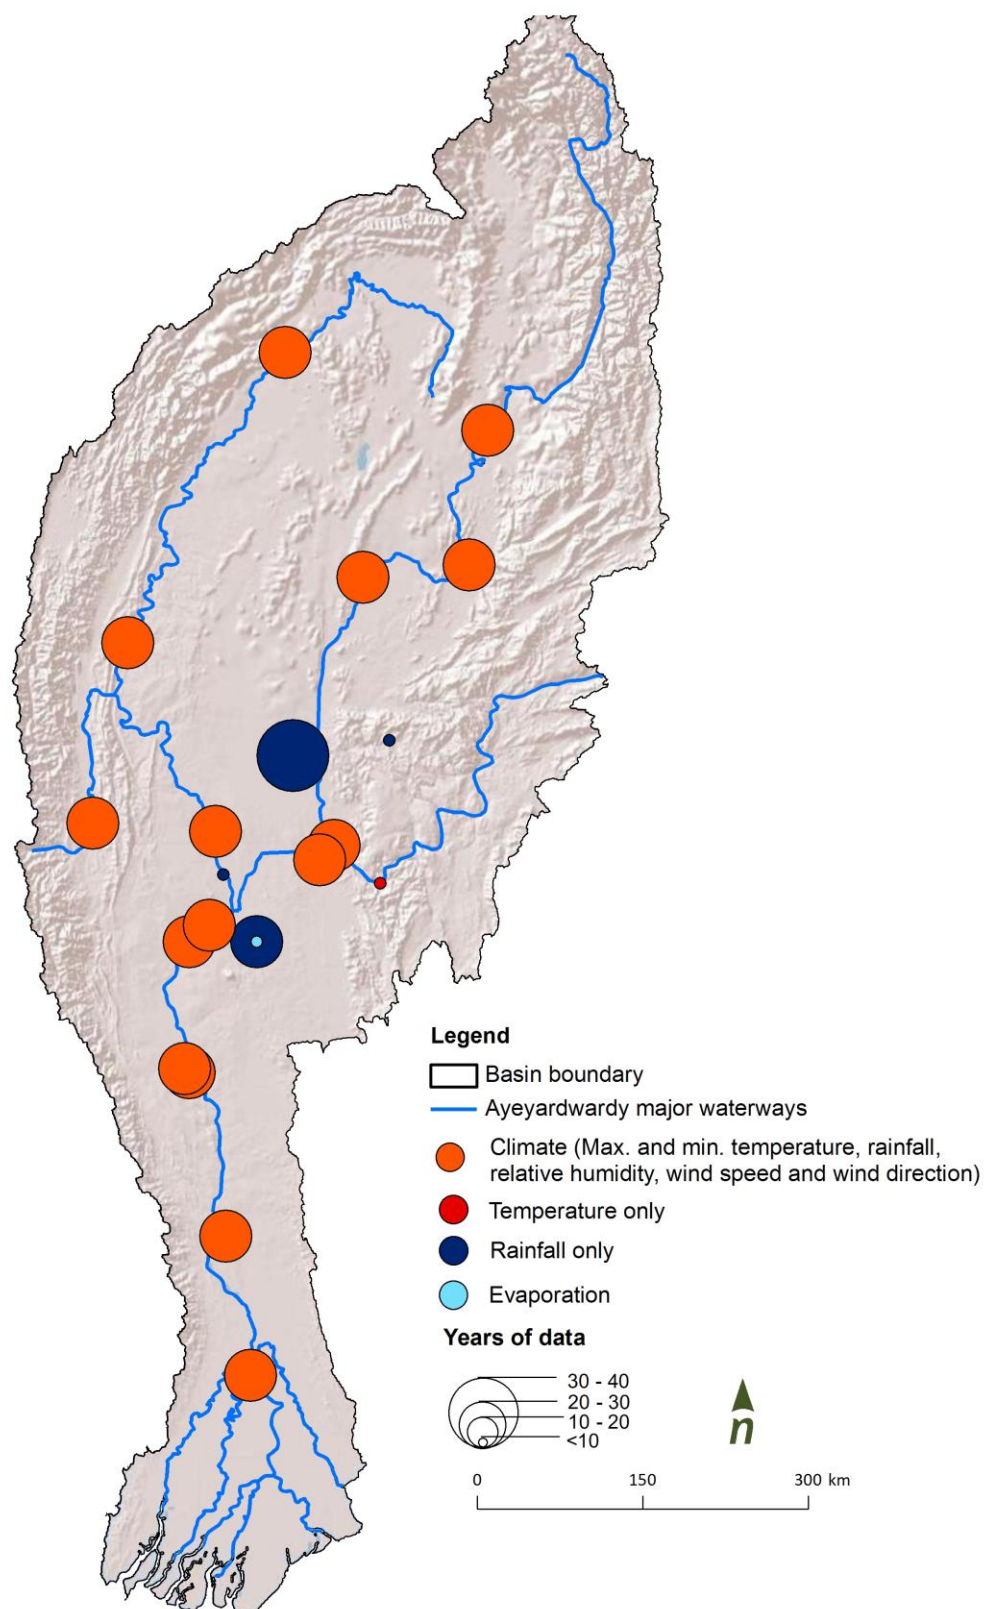 Legend
Basin boundary
Ayeyardwardy major waterways
Climate (Max. and min. temperature, rainfall,
relative humidity, wind speed and wind direction)
Temperature only
Rainfall only
Evaporation
Years of data
30 - 40
20 - 30
10 - 20
<10
n
0 150 300 km